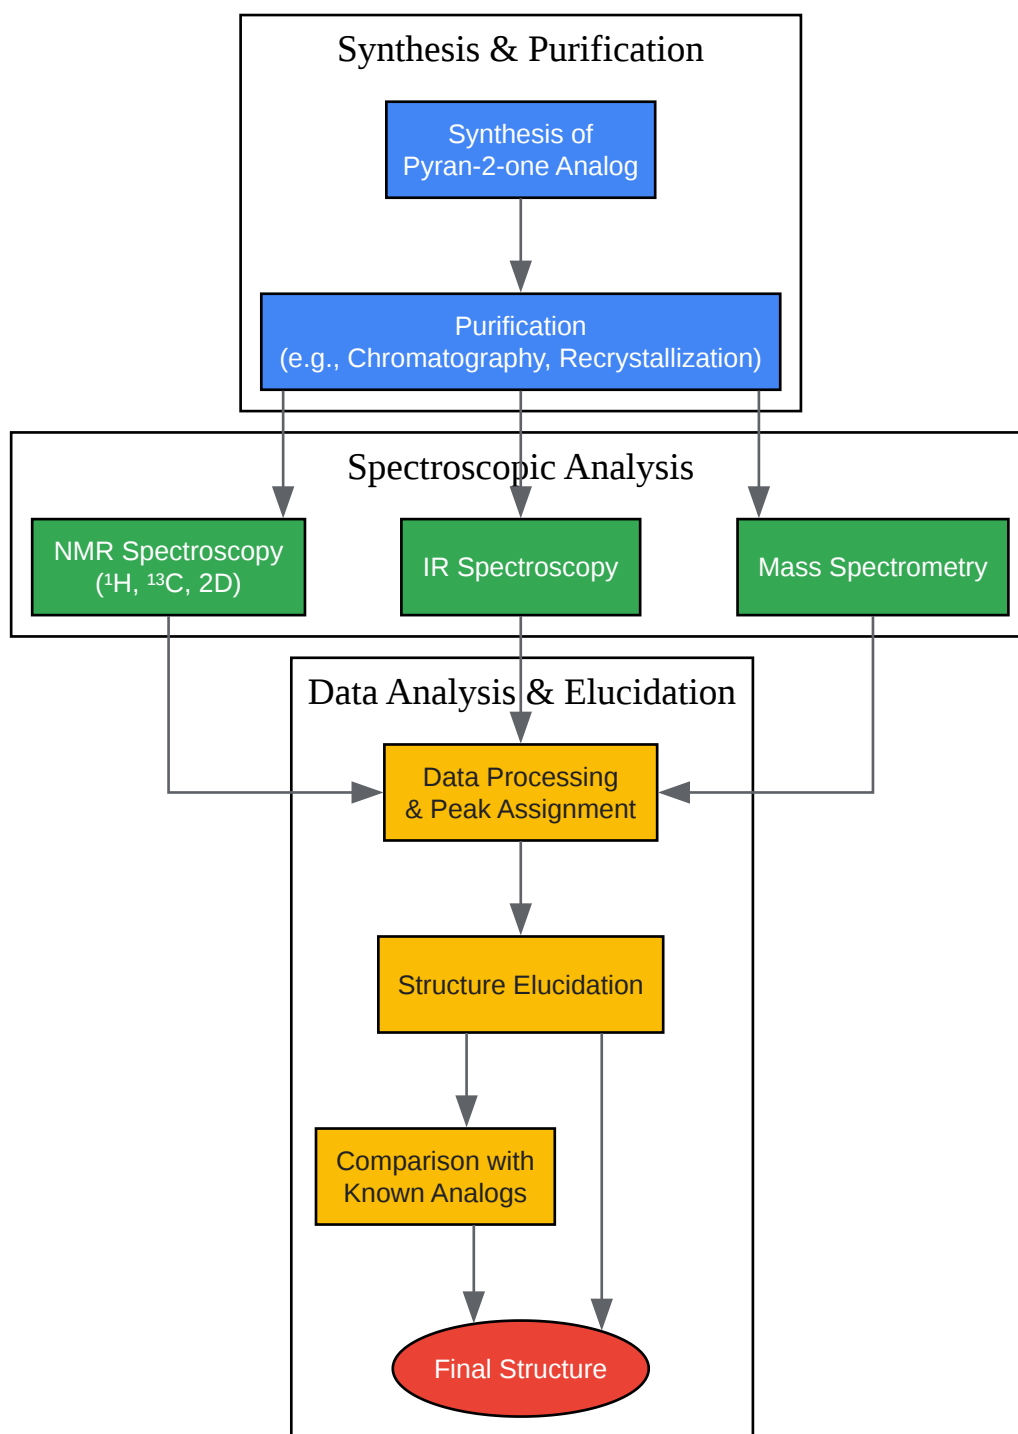 Synthesis & Purification
Synthesis of
Pyran-2-one Analog
Purification
(e.g., Chromatography, Recrystallization)
Spectroscopic Analysis
NMR Spectroscopy
(¹H, ¹³C, 2D)
IR Spectroscopy
Mass Spectrometry
Data Analysis & Elucidation
Data Processing
& Peak Assignment
Structure Elucidation
Comparison with
Known Analogs
Final Structure